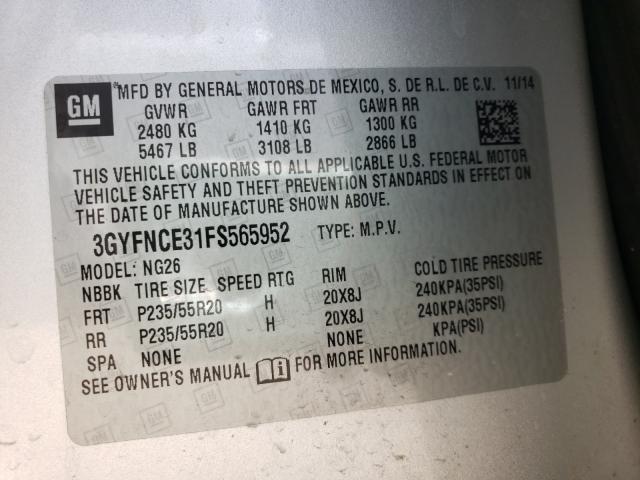 GM
MFD BY GENERAL MOTORS DE MEXICO, S. DE R.L. DE C.V. 11/14
GVWR GAWR FRT GAWR RR
2480 KG 1410 KG 1300 KG
5467 LB 3108 LB 2866 LB
THIS VEHICLE CONFORMS TO ALL APPLICABLE U.S. FEDERAL MOTOR
VEHICLE SAFETY AND THEFT PREVENTION STANDARDS IN EFFECT ON
THE DATE OF MANUFACTURE SHOWN ABOVE.
3GYFNCE31FS565952 TYPE: M.P.V.
MODEL: NG26
NBBK TIRE SIZE SPEED RTG RIM COLD TIRE PRESSURE
FRT P235/55R20 H 20X8J 240KPA(35PSI)
RR P235/55R20 H 20X8J 240KPA(35PSI)
SPA NONE NONE KPA(PSI)
SEE OWNER'S MANUAL FOR MORE INFORMATION.